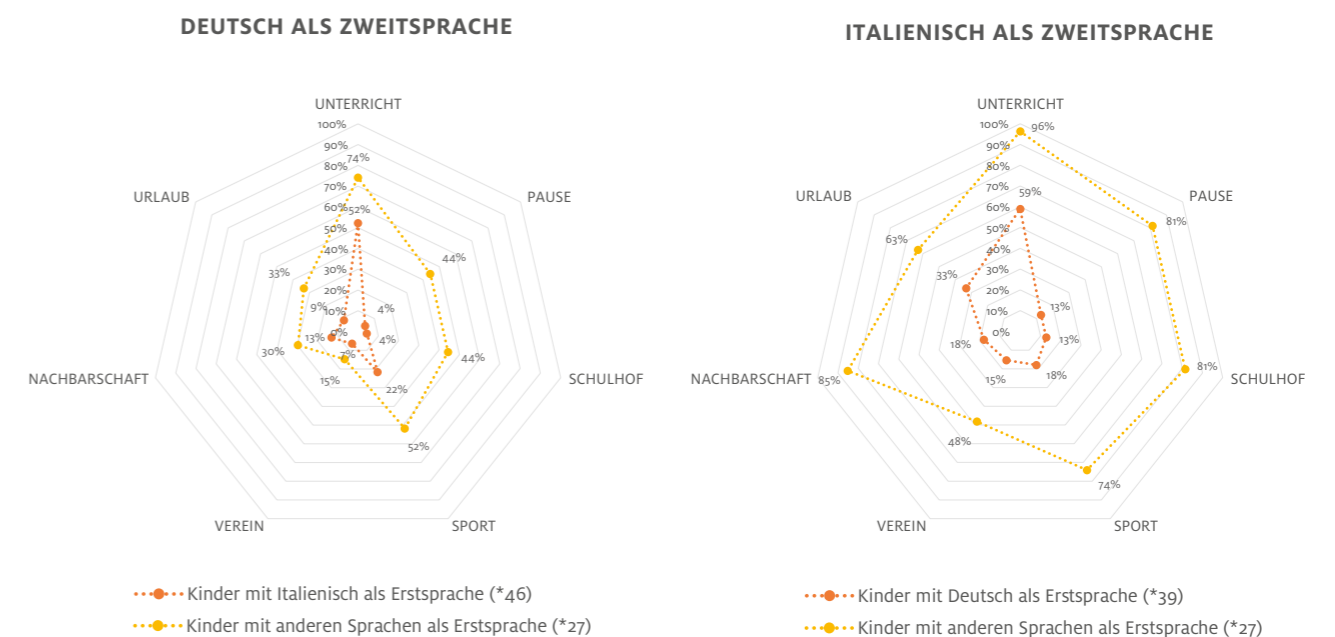 DEUTSCH ALS ZWEITSPRACHE
UNTERRICHT
100%
90%
80%
74%
70%
60%
52%
50%
40%
30%
20%
10%
0%
URLAUB
PAUSE
44%
33%
9%
4%
13%
4%
30%
44%
7%
15%
22%
NACHBARSCHAFT
SCHULHOF
52%
VEREIN
SPORT
Kinder mit Italienisch als Erstsprache (*46)
Kinder mit anderen Sprachen als Erstsprache (*27)
ITALIENISCH ALS ZWEITSPRACHE
UNTERRICHT
100%
96%
90%
80%
70%
59%
60%
50%
40%
30%
20%
10%
0%
URLAUB
PAUSE
81%
63%
33%
13%
13%
18%
81%
15%
18%
NACHBARSCHAFT
85%
SCHULHOF
48%
74%
VEREIN
SPORT
Kinder mit Deutsch als Erstsprache (*39)
Kinder mit anderen Sprachen als Erstsprache (*27)